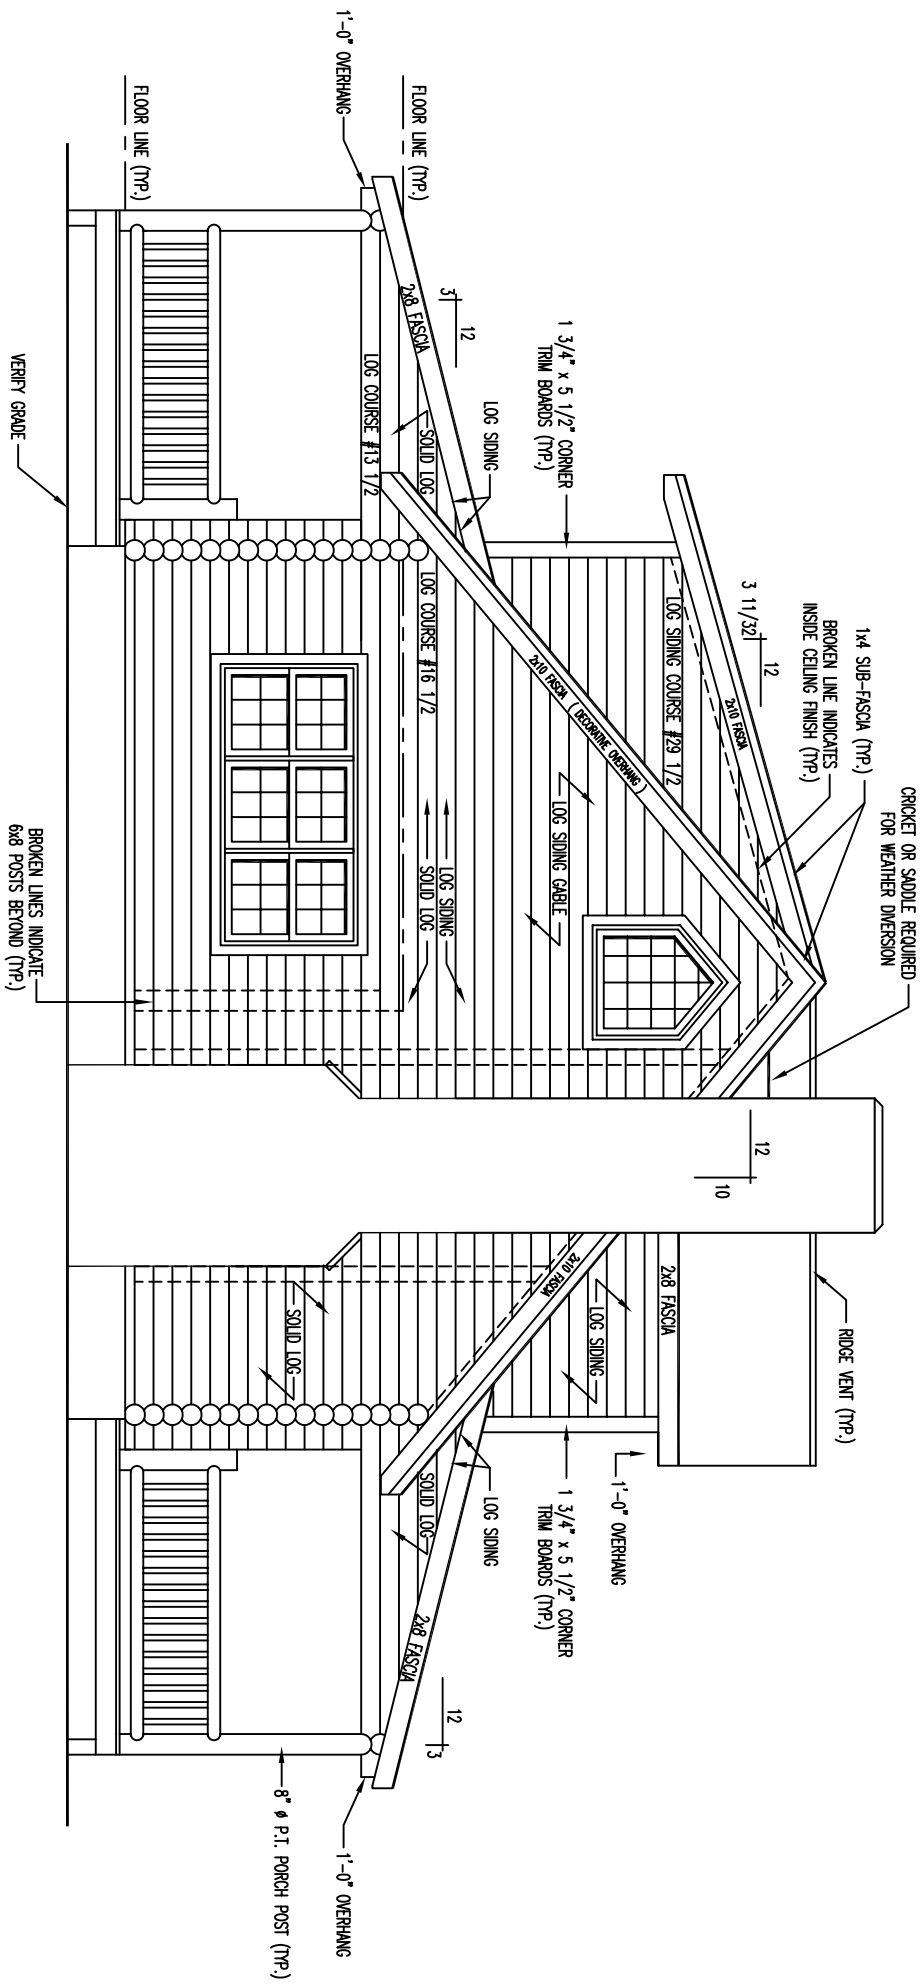 CRICKET OR SADDLE REQUIRED
FOR WEATHER DIVERSION
1x4 SUB-FASCIA (TYP.)
BROKEN LINE INDICATES
INSIDE CEILING FINISH (TYP.)
RIDGE VENT (TYP.)
12
3 11/32
2x10 FASCIA
12
10
2x8 FASCIA
1'-0" OVERHANG
LOG SIDING COURSE #29 1/2
1 3/4" x 5 1/2" CORNER
TRIM BOARDS (TYP.)
2x10 FASCIA ( DECORATIVE OVERHANG )
LOG SIDING GABLE
2x10 FASCIA
LOG SIDING
1 3/4" x 5 1/2" CORNER
TRIM BOARDS (TYP.)
LOG SIDING
LOG SIDING
12
3
2x8 FASCIA
LOG SIDING
SOLID LOG
12
3
2x8 FASCIA
FLOOR LINE (TYP.)
SOLID LOG
LOG COURSE #16 1/2
SOLID LOG
1'-0" OVERHANG
LOG COURSE #13 1/2
1'-0" OVERHANG
SOLID LOG
8" ø P.T. PORCH POST (TYP.)
FLOOR LINE (TYP.)
VERIFY GRADE
BROKEN LINES INDICATE
6x8 POSTS BEYOND (TYP.)